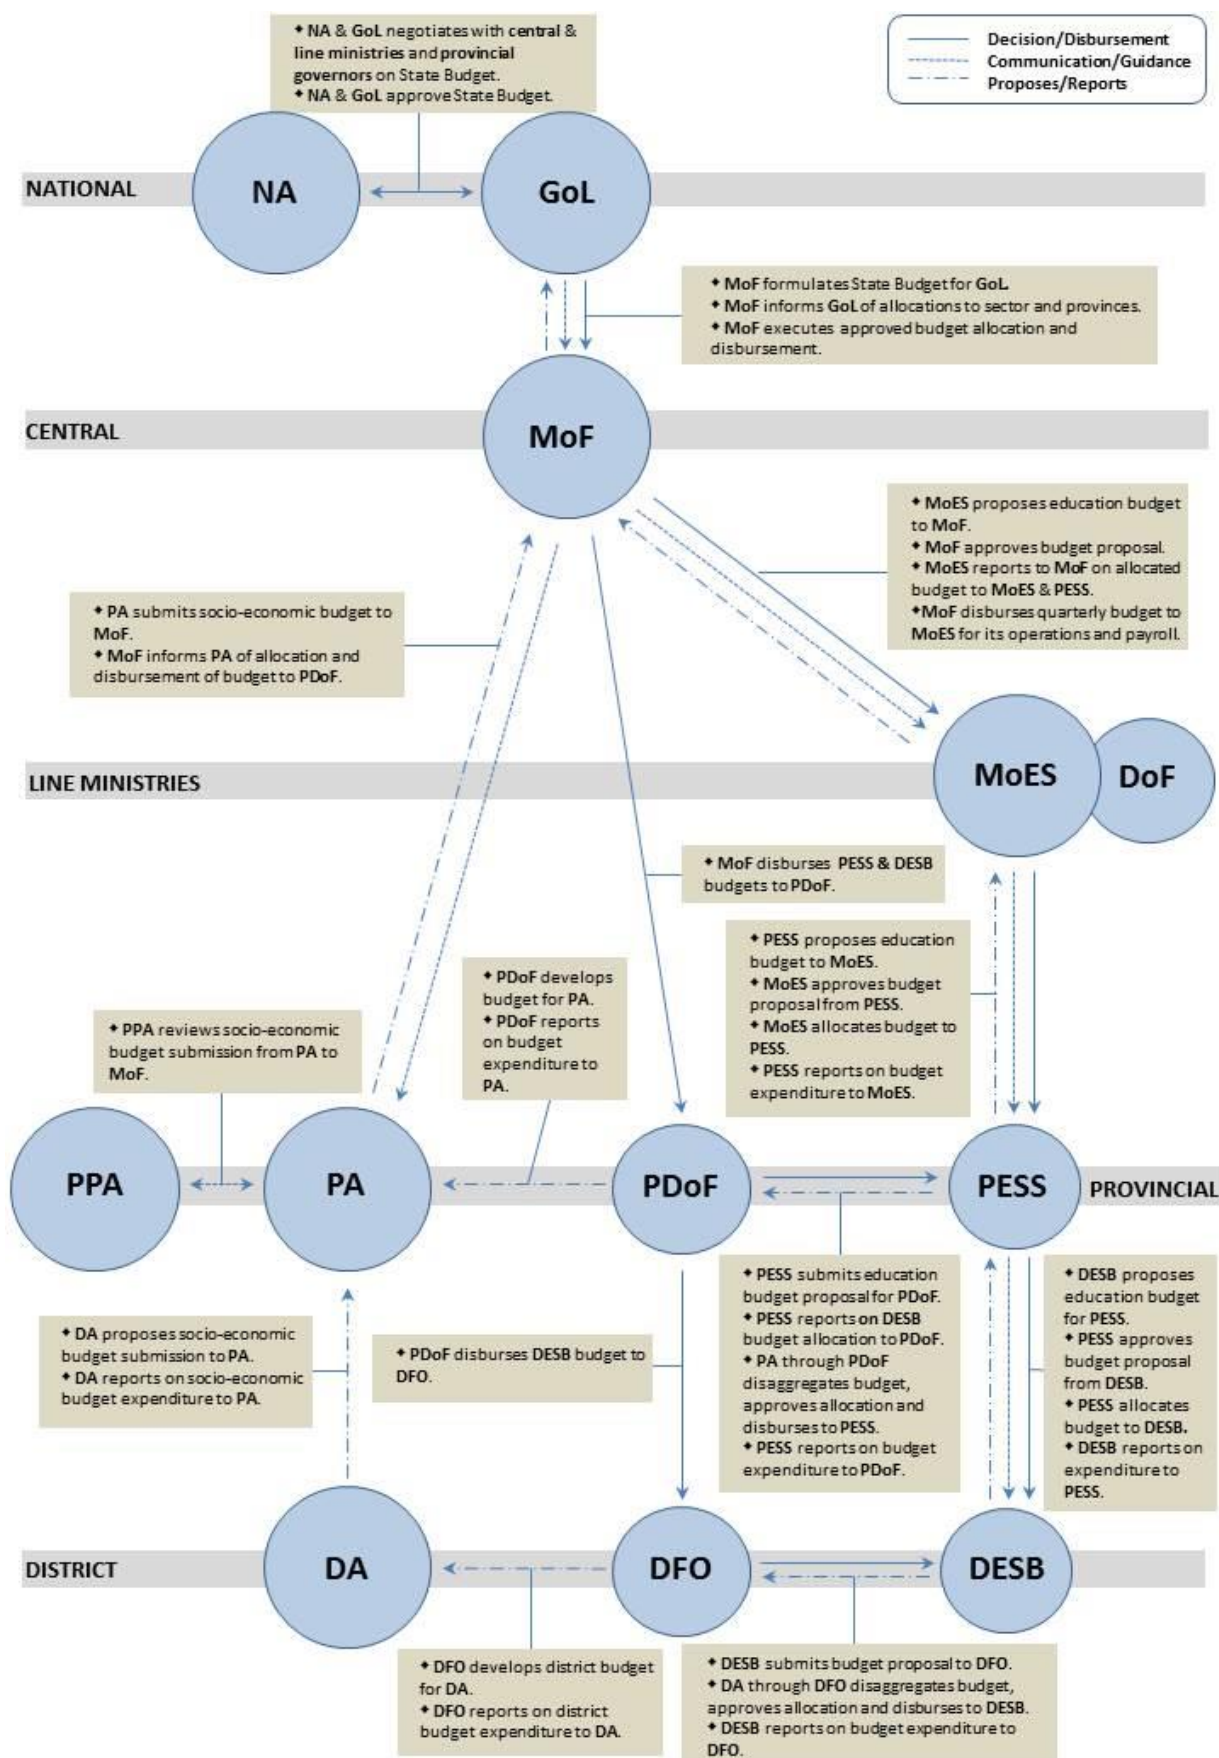 ✦ NA & GoL negotiates with central &
line ministries and provincial
governors on State Budget.
✦ NA & GoL approve State Budget.
Decision/Disbursement
Communication/Guidance
Proposes/Reports
NATIONAL
NA
GoL
✦ MoF formulates State Budget for GoL.
✦ MoF informs GoL of allocations to sector and provinces.
✦ MoF executes approved budget allocation and
disbursement.
CENTRAL
MoF
✦ MoES proposes education budget
to MoF.
✦ MoF approves budget proposal.
✦ MoES reports to MoF on allocated
budget to MoES & PESS.
✦MoF disburses quarterly budget to
MoES for its operations and payroll.
✦ PA submits socio-economic budget to
MoF.
✦ MoF informs PA of allocation and
disbursement of budget to PDoF.
LINE MINISTRIES
MoES
DoF
✦ MoF disburses PESS & DESB
budgets to PDoF.
✦ PESS proposes education
budget to MoES.
✦ MoES approves budget
proposal from PESS.
✦ MoES allocates budget to
PESS.
✦ PESS reports on budget
expenditure to MoES.
✦ PDoF develops
budget for PA.
✦ PDoF reports
on budget
expenditure to
PA.
✦ PPA reviews socio-economic
budget submission from PA to
MoF.
PPA
PA
PDoF
PESS
PROVINCIAL
✦ DA proposes socio-economic
budget submission to PA.
✦ DA reports on socio-economic
budget expenditure to PA.
✦ PDoF disburses DESB budget to
DFO.
✦ PESS submits education
budget proposal for PDoF.
✦ PESS reports on DESB
budget allocation to PDoF.
✦ PA through PDoF
disaggregates budget,
approves allocation and
disburses to PESS.
✦ PESS reports on budget
expenditure to PDoF.
✦ DESB proposes
education budget
for PESS.
✦ PESS approves
budget proposal
from DESB.
✦ PESS allocates
budget to DESB.
✦ DESB reports on
expenditure to
PESS.
DISTRICT
DA
DFO
DESB
✦ DFO develops district budget
for DA.
✦ DFO reports on district
budget expenditure to DA.
✦ DESB submits budget proposal to DFO.
✦ DA through DFO disaggregates budget,
approves allocation and disburses to DESB.
✦ DESB reports on budget expenditure to
DFO.